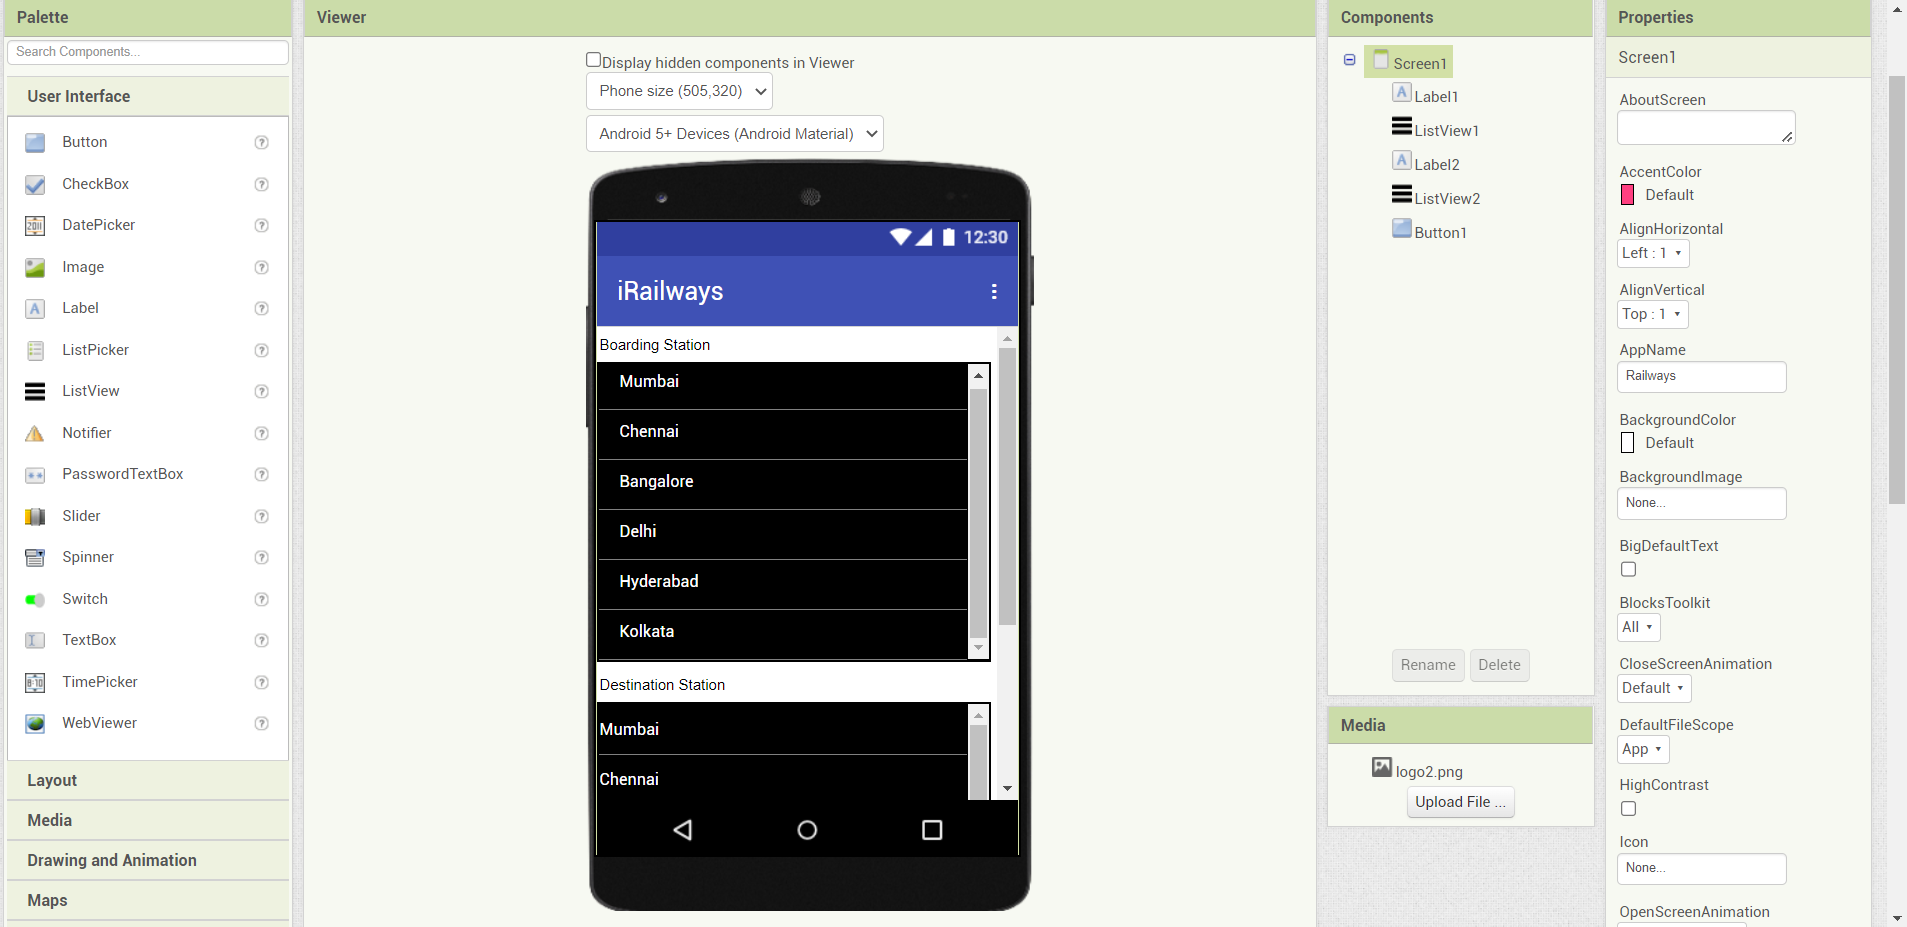 Palette
Search Components...
User Interface
Button
CheckBox
DatePicker
Image
Label
ListPicker
ListView
Notifier
PasswordTextBox
Slider
Spinner
Switch
TextBox
TimePicker
WebViewer
Layout
Media
Drawing and Animation
Maps
Viewer
Display hidden components in Viewer
Phone size (505,320)
Android 5+ Devices (Android Material)
12:30
iRailways
Boarding Station
Mumbai
Chennai
Bangalore
Delhi
Hyderabad
Kolkata
Destination Station
Mumbai
Chennai
Components
Screen1
Label1
ListView1
Label2
ListView2
Button1
Rename Delete
Media
logo2.png
Upload File ...
Properties
Screen1
AboutScreen
AccentColor
Default
AlignHorizontal
Left : 1
AlignVertical
Top : 1
AppName
Railways
BackgroundColor
Default
BackgroundImage
None...
BigDefaultText
BlocksToolkit
All
CloseScreenAnimation
Default
DefaultFileScope
App
HighContrast
Icon
None...
OpenScreenAnimation